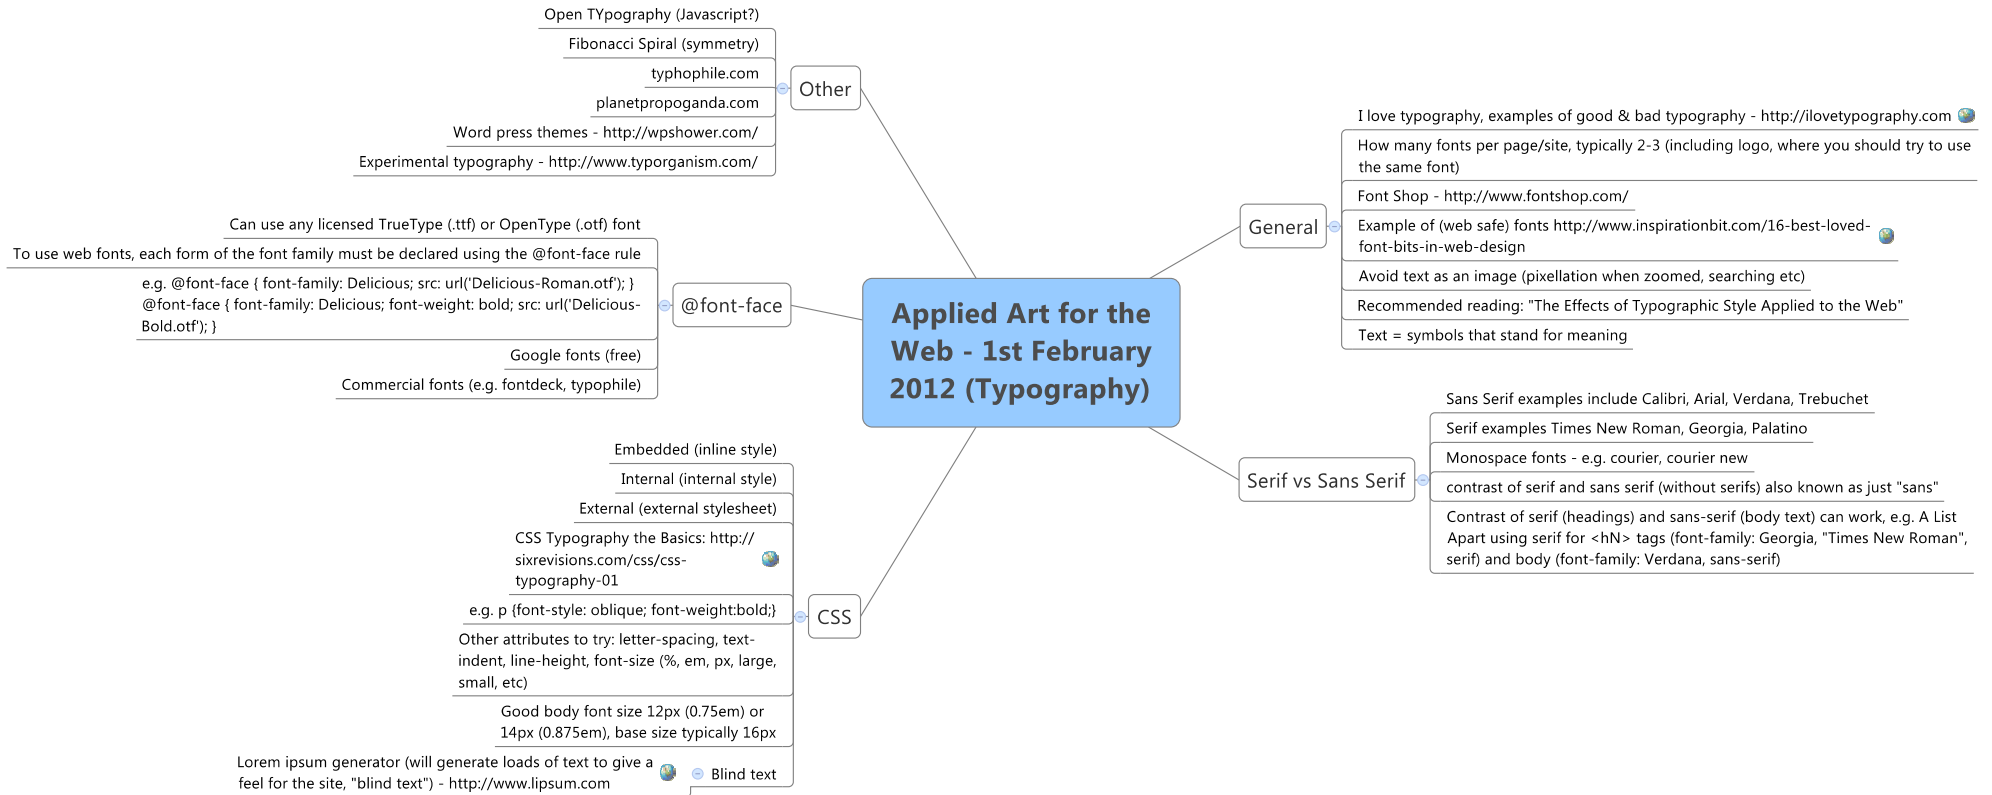 Applied Art for the
Web - 1st February
2012 (Typography)
General
I love typography, examples of good & bad typography - http://ilovetypography.com
How many fonts per page/site, typically 2-3 (including logo, where you should try to use
the same font)
Font Shop - http://www.fontshop.com/
Example of (web safe) fonts http://www.inspirationbit.com/16-best-loved-
font-bits-in-web-design
Avoid text as an image (pixellation when zoomed, searching etc)
Recommended reading: "The Effects of Typographic Style Applied to the Web"
Text = symbols that stand for meaning
Serif vs Sans Serif
Sans Serif examples include Calibri, Arial, Verdana, Trebuchet
Serif examples Times New Roman, Georgia, Palatino
Monospace fonts - e.g. courier, courier new
contrast of serif and sans serif (without serifs) also known as just "sans"
Contrast of serif (headings) and sans-serif (body text) can work, e.g. A List
Apart using serif for <hN> tags (font-family: Georgia, "Times New Roman",
serif) and body (font-family: Verdana, sans-serif)
Other
Open TYpography (Javascript?)
Fibonacci Spiral (symmetry)
typhophile.com
planetpropoganda.com
Word press themes - http://wpshower.com/
Experimental typography - http://www.typorganism.com/
@font-face
Can use any licensed TrueType (.ttf) or OpenType (.otf) font
To use web fonts, each form of the font family must be declared using the @font-face rule
e.g. @font-face { font-family: Delicious; src: url('Delicious-Roman.otf'); }
@font-face { font-family: Delicious; font-weight: bold; src: url('Delicious-
Bold.otf'); }
Google fonts (free)
Commercial fonts (e.g. fontdeck, typophile)
CSS
Embedded (inline style)
Internal (internal style)
External (external stylesheet)
CSS Typography the Basics: http://
sixrevisions.com/css/css-
typography-01
e.g. p {font-style: oblique; font-weight:bold;}
Other attributes to try: letter-spacing, text-
indent, line-height, font-size (%, em, px, large,
small, etc)
Good body font size 12px (0.75em) or
14px (0.875em), base size typically 16px
Blind text
Lorem ipsum generator (will generate loads of text to give a
feel for the site, "blind text") - http://www.lipsum.com